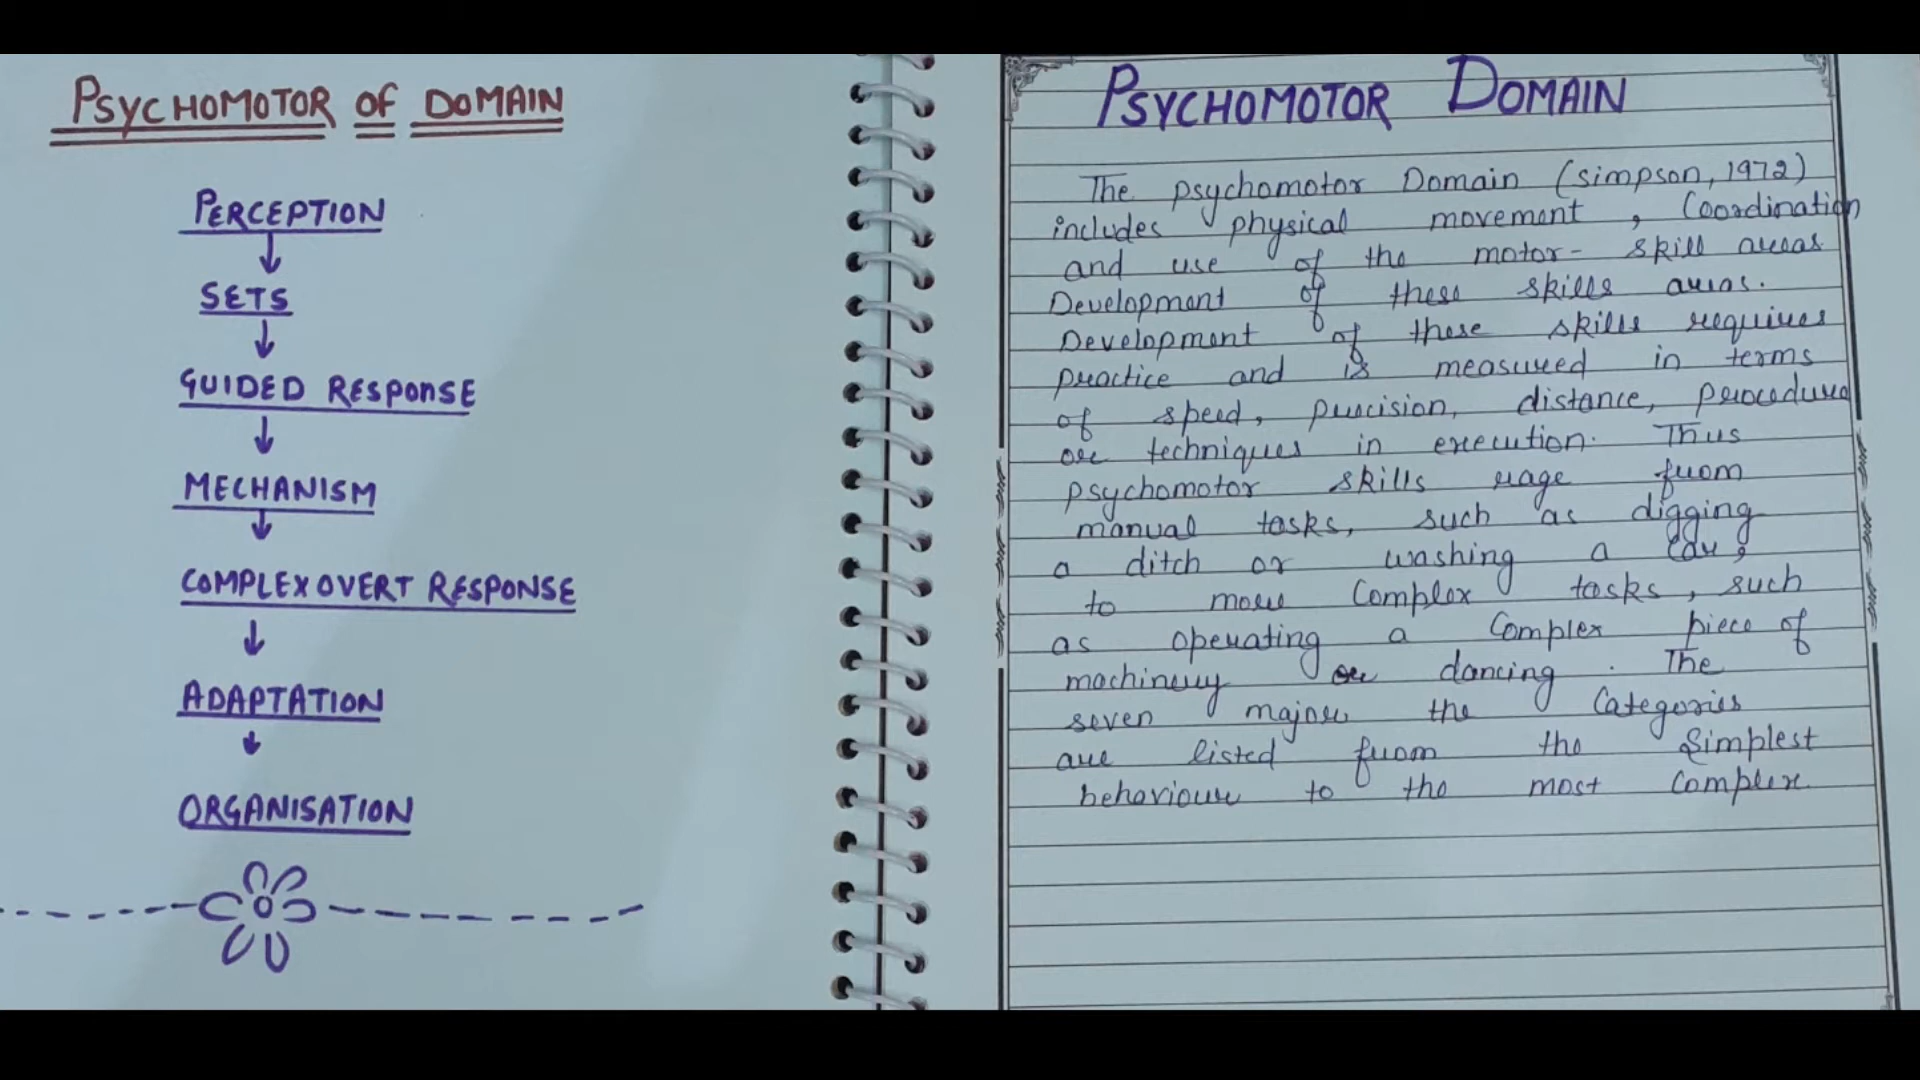 PSYCHOMOTOR OF DOMAIN
PERCEPTION
SETS
GUIDED RESPONSE
MECHANISM
COMPLEX OVERT RESPONSE
ADAPTATION
ORGANISATION
PSYCHOMOTOR DOMAIN
The psychomotor Domain (simpson, 1972)
includes physical movement, Coordination
and use of the motor-skill areas
Development of these skills areas.
Development of these skills requires
practice and is measured in terms
of speed, precision, distance, procedure
or techniques in execution. Thus
psychomotor skills rage from
manual tasks, such as digging
a ditch or washing a car,
to more Complex tasks, such
as operating a Complex piece of
machinery or dancing. The
seven major the Categories
are listed from the Simplest
behaviour to the most Complex.